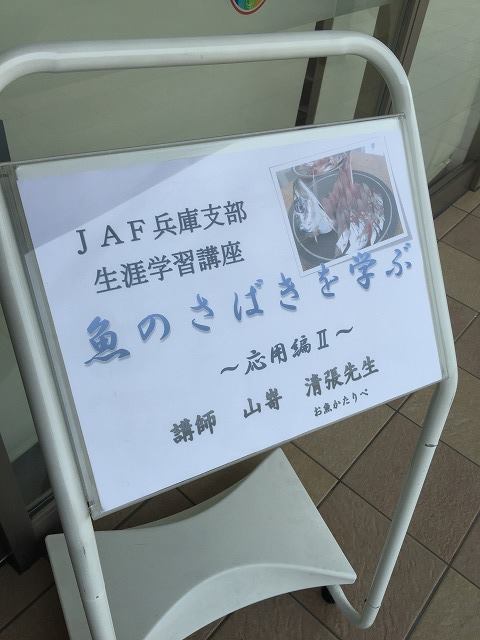 JAF兵庫支部
生涯学習講座
魚のさばきを学ぶ
～応用編Ⅱ～
講師　山嵜　清張先生
お魚かたりべ